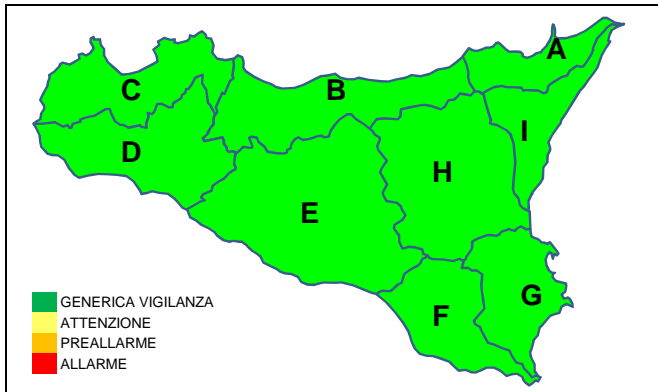 A
C
B
I
D
H
E
G
F
GENERICA VIGILANZA
ATTENZIONE
PREALLARME
ALLARME